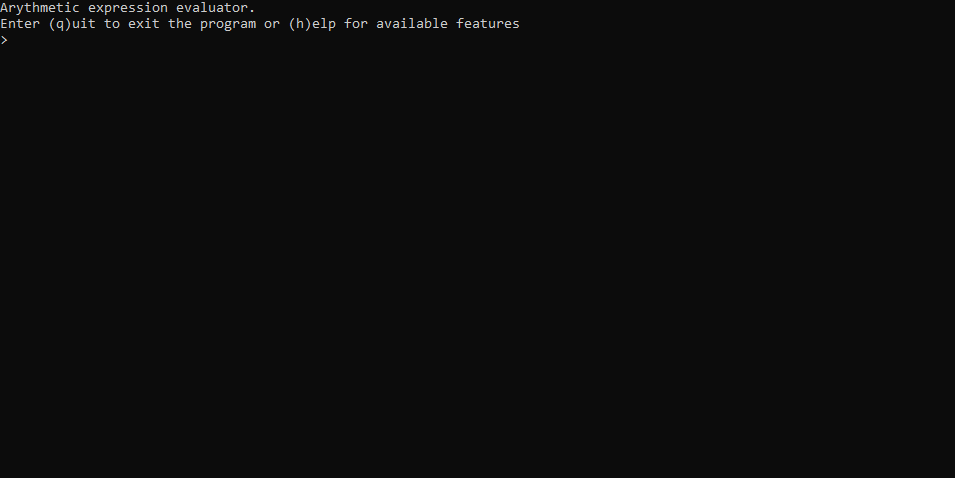 Arythmetic expression evaluator.
Enter (q)uit to exit the program or (h)elp for available features
>